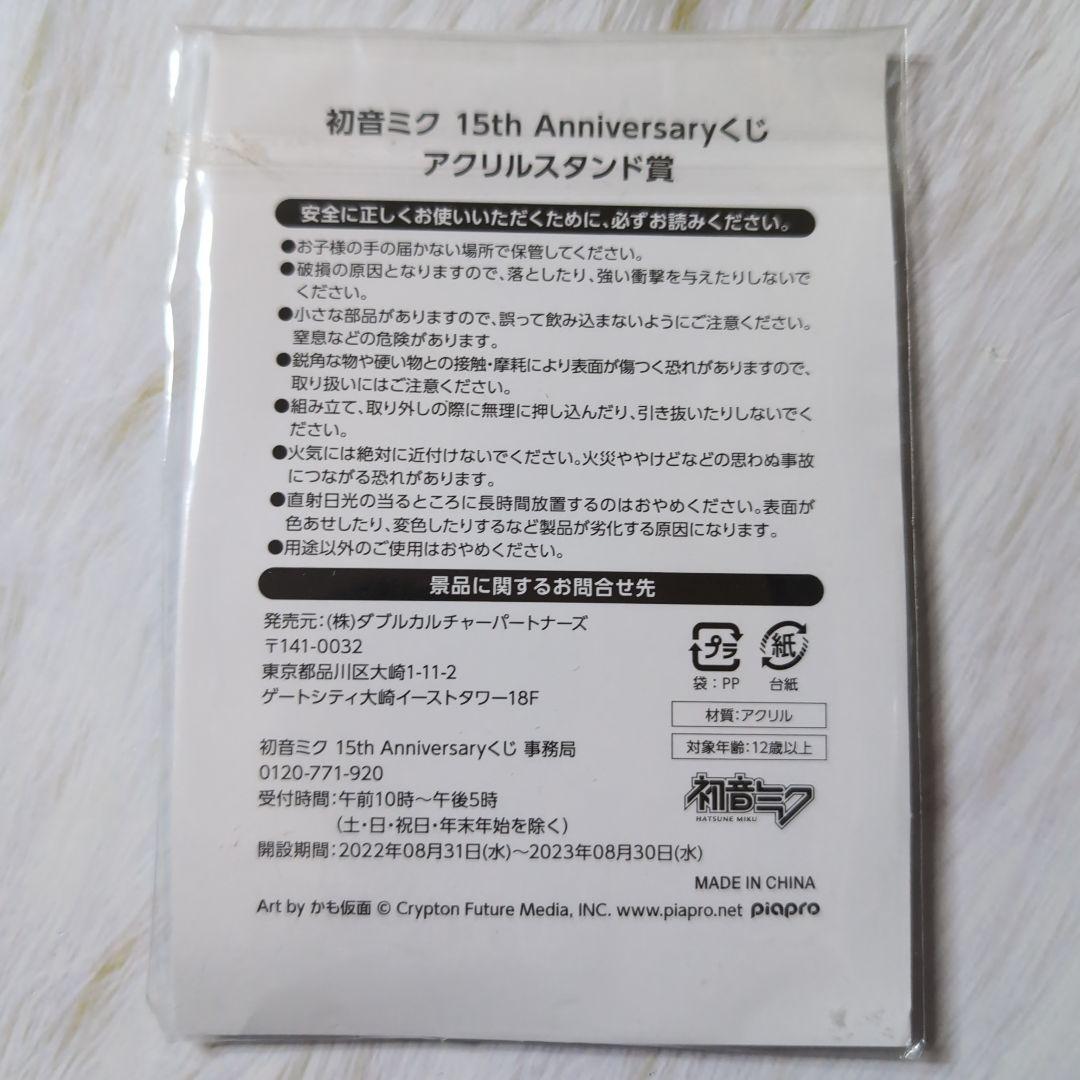 初音ミク 15th Anniversaryくじ
アクリルスタンド賞
安全に正しくお使いいただくために、必ずお読みください。
●お子様の手の届かない場所で保管してください。
●破損の原因となりますので、落としたり、強い衝撃を与えたりしないで
ください。
●小さな部品がありますので、誤って飲み込まないようにご注意ください。
窒息などの危険があります。
●鋭角な物や硬い物との接触・摩耗により表面が傷つく恐れがありますので、
取り扱いにはご注意ください。
●組み立て、取り外しの際に無理に押し込んだり、引き抜いたりしないでく
ださい。
●火気には絶対に近付けないでください。火災ややけどなどの思わぬ事故
につながる恐れがあります。
●直射日光の当るところに長時間放置するのはおやめください。表面が
色あせしたり、変色したりするなど製品が劣化する原因になります。
●用途以外のご使用はおやめください。
景品に関するお問合せ先
発売元：(株)ダブルカルチャーパートナーズ
〒141-0032
東京都品川区大崎1-11-2
ゲートシティ大崎イーストタワー18F
プラ
袋：PP
紙
台紙
材質：アクリル
対象年齢：12歳以上
初音ミク 15th Anniversaryくじ 事務局
0120-771-920
受付時間：午前10時～午後5時
(土・日・祝日・年末年始を除く)
開設期間：2022年08月31日(水)～2023年08月30日(水)
初音ミク
HATSUNE MIKU
MADE IN CHINA
Art by かも仮面 © Crypton Future Media, INC. www.piapro.net piapro